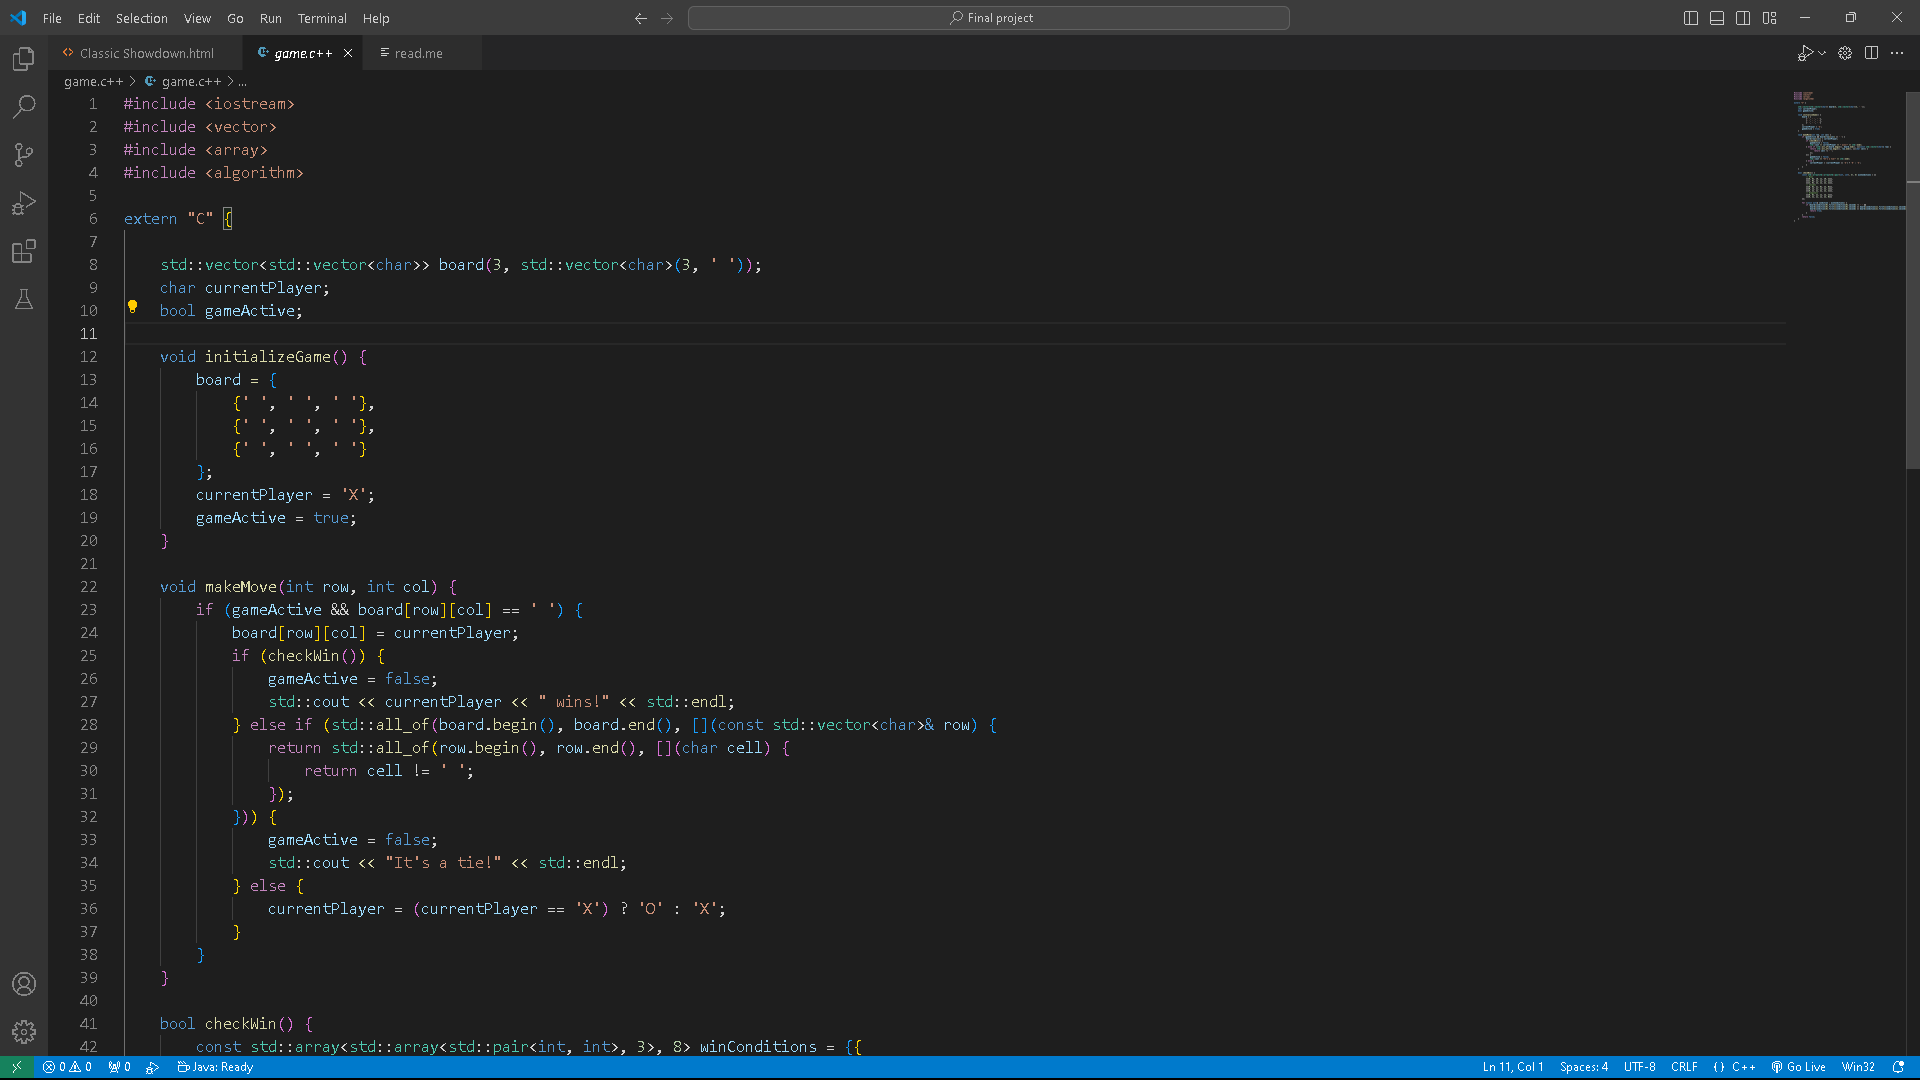 File Edit Selection View Go Run Terminal Help
Final project
Classic Showdown.html
game.c++
read.me
game.c++ > game.c++ > ...
1 #include <iostream>
2 #include <vector>
3 #include <array>
4 #include <algorithm>
5
6 extern "C" {
7
8 std::vector<std::vector<char>> board(3, std::vector<char>(3, ' '));
9 char currentPlayer;
10 bool gameActive;
11
12 void initializeGame() {
13 board = {
14 {' ', ' ', ' '},
15 {' ', ' ', ' '},
16 {' ', ' ', ' '}
17 };
18 currentPlayer = 'X';
19 gameActive = true;
20 }
21
22 void makeMove(int row, int col) {
23 if (gameActive && board[row][col] == ' ') {
24 board[row][col] = currentPlayer;
25 if (checkWin()) {
26 gameActive = false;
27 std::cout << currentPlayer << " wins!" << std::endl;
28 } else if (std::all_of(board.begin(), board.end(), [](const std::vector<char>& row) {
29 return std::all_of(row.begin(), row.end(), [](char cell) {
30 return cell != ' ';
31 });
32 })) {
33 gameActive = false;
34 std::cout << "It's a tie!" << std::endl;
35 } else {
36 currentPlayer = (currentPlayer == 'X') ? 'O' : 'X';
37 }
38 }
39 }
40
41 bool checkWin() {
42 const std::array<std::array<std::pair<int, int>, 3>, 8> winConditions = {{
0 0 0 Java: Ready
Ln 11, Col 1 Spaces: 4 UTF-8 CRLF {} C++ Go Live Win32